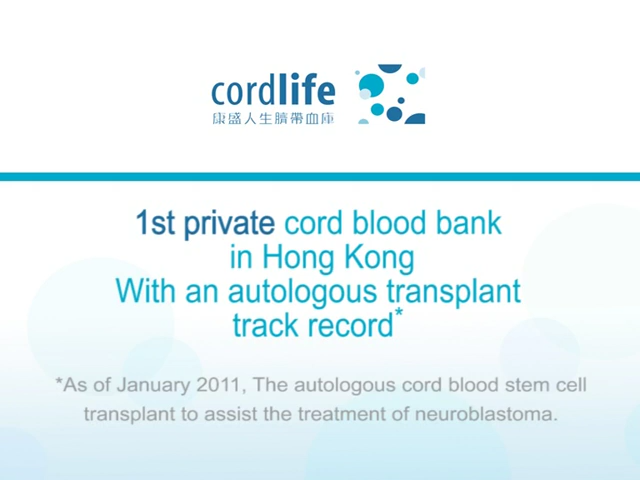 cordlife
康盛人生臍帶血庫
1st private cord blood bank
in Hong Kong
With an autologous transplant
track record*
*As of January 2011, The autologous cord blood stem cell
transplant to assist the treatment of neuroblastoma.